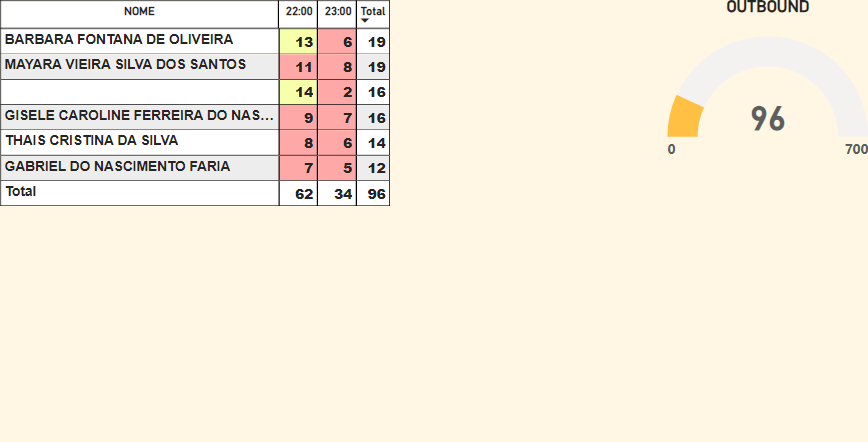 NOME 22:00 23:00 Total
BARBARA FONTANA DE OLIVEIRA 13 6 19
MAYARA VIEIRA SILVA DOS SANTOS 11 8 19
14 2 16
GISELE CAROLINE FERREIRA DO NAS... 9 7 16
THAIS CRISTINA DA SILVA 8 6 14
GABRIEL DO NASCIMENTO FARIA 7 5 12
Total 62 34 96
OUTBOUND
96
0 700